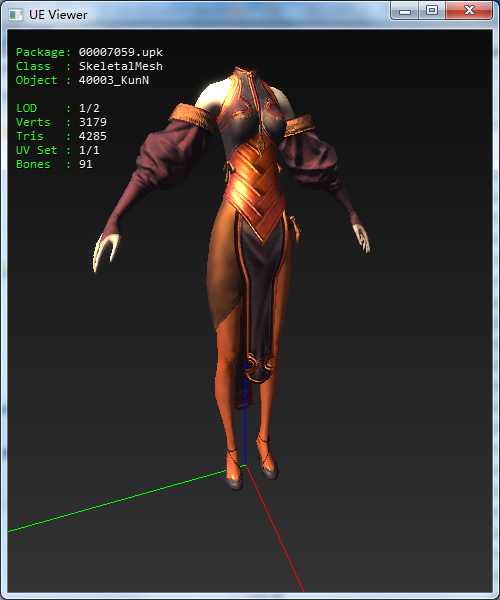 UE Viewer
Package: 00007059.upk
Class : SkeletalMesh
Object : 40003_KunN
LOD : 1/2
Verts : 3179
Tris : 4285
UV Set : 1/1
Bones : 91